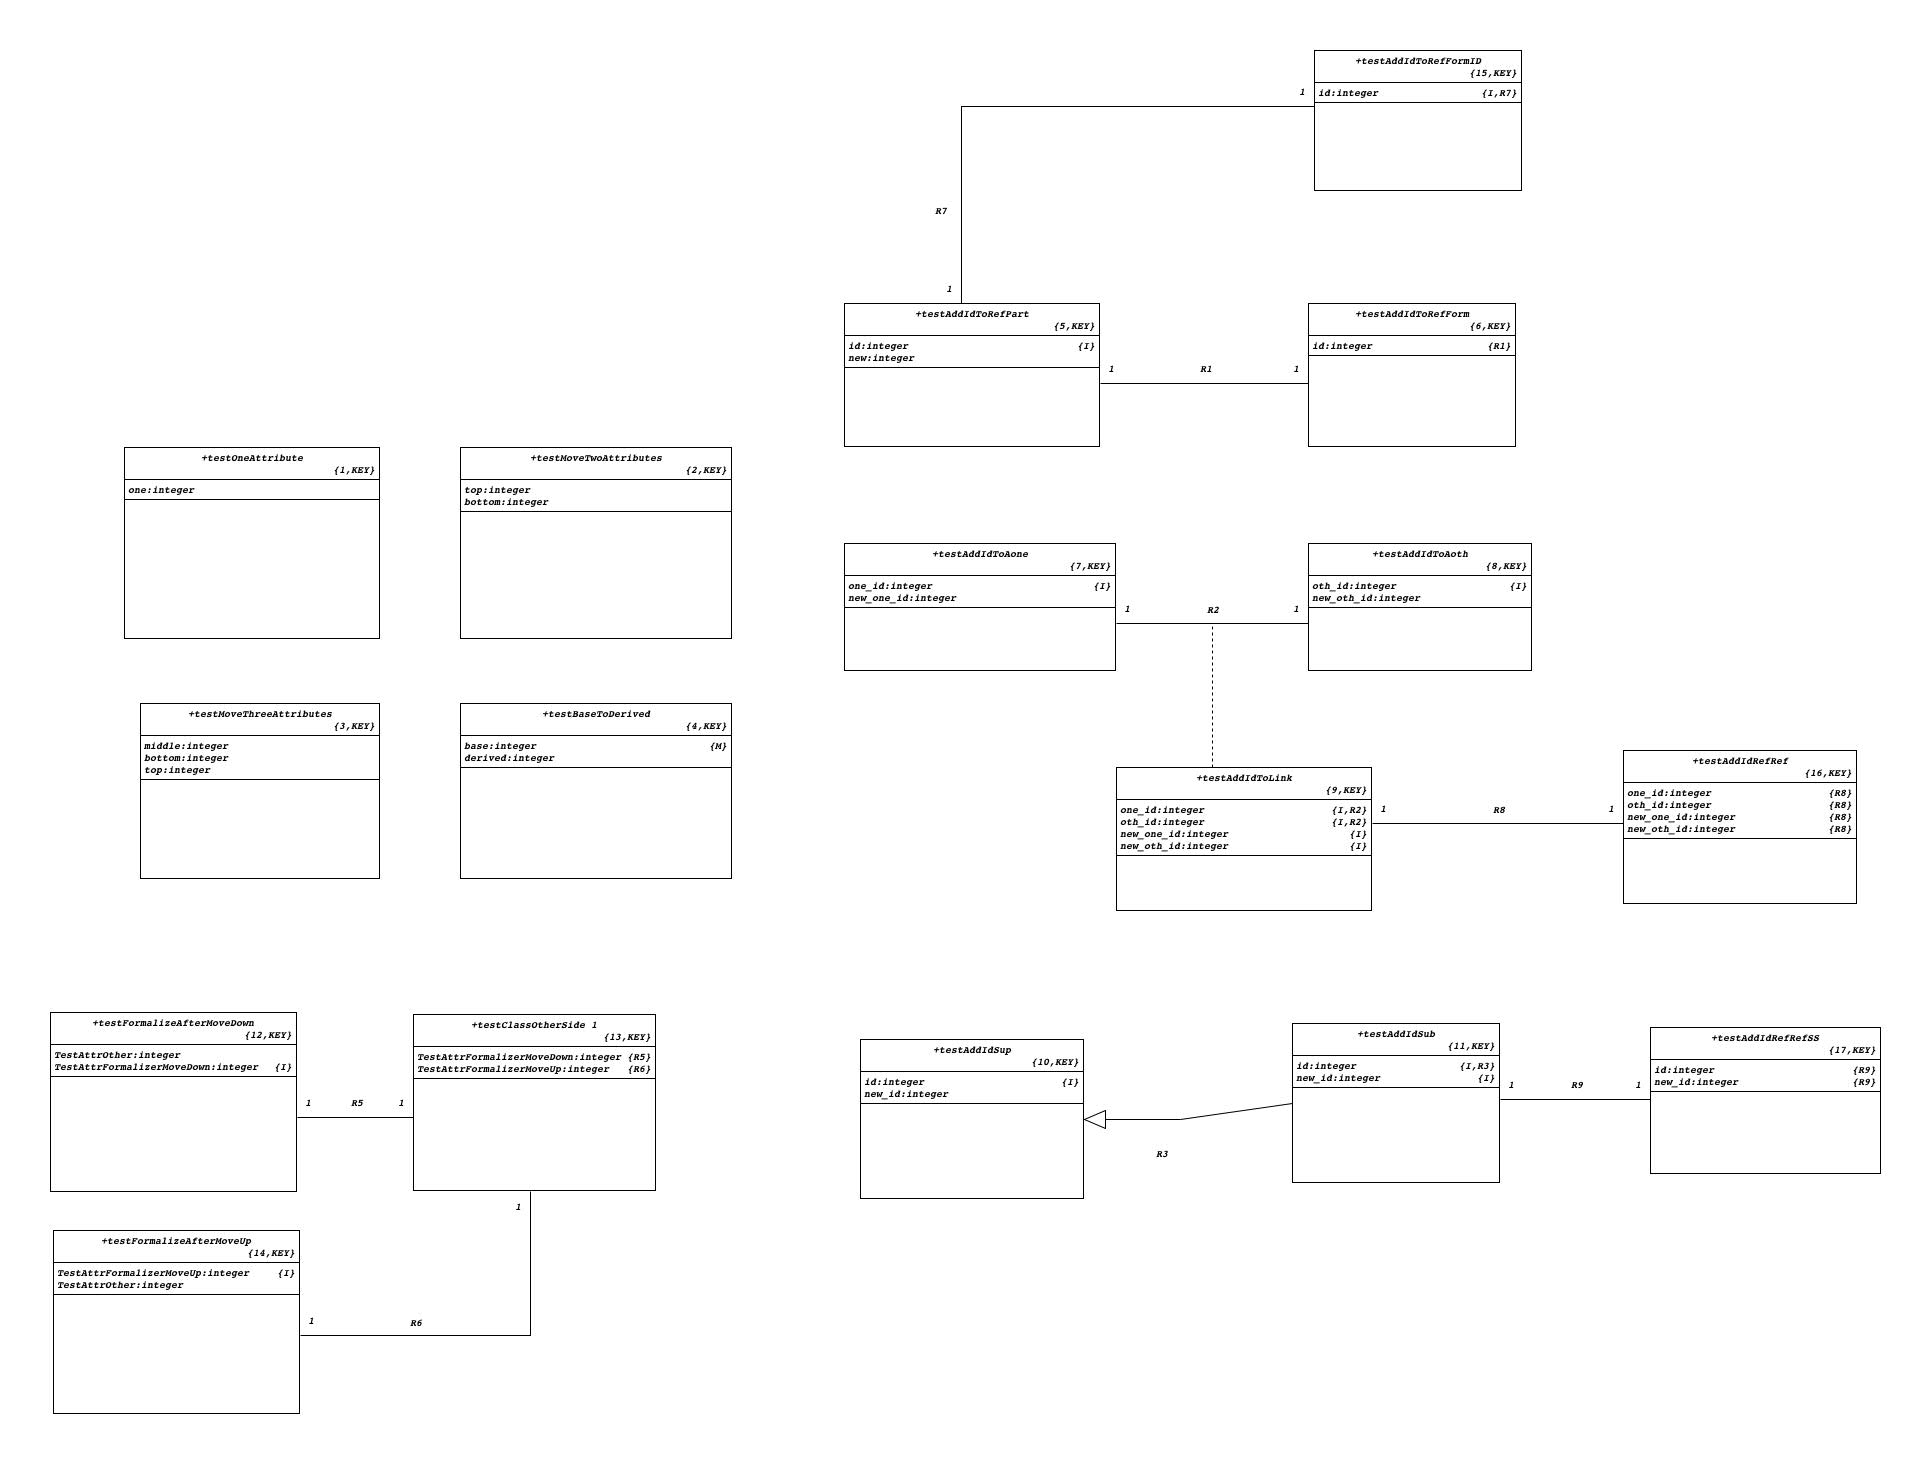 +testAddIdToRefFormID
{15,KEY}
id:integer {I,R7}
1
R7
1
+testAddIdToRefPart
{5,KEY}
id:integer {I}
new:integer
1 R1 1
+testAddIdToRefForm
{6,KEY}
id:integer {R1}
+testOneAttribute
{1,KEY}
one:integer
+testMoveTwoAttributes
{2,KEY}
top:integer
bottom:integer
+testAddIdToAone
{7,KEY}
one_id:integer {I}
new_one_id:integer
1 R2 1
+testAddIdToAoth
{8,KEY}
oth_id:integer {I}
new_oth_id:integer
+testMoveThreeAttributes
{3,KEY}
middle:integer
bottom:integer
top:integer
+testBaseToDerived
{4,KEY}
base:integer {M}
derived:integer
+testAddIdToLink
{9,KEY}
one_id:integer {I,R2}
oth_id:integer {I,R2}
new_one_id:integer {I}
new_oth_id:integer {I}
1 R8 1
+testAddIdRefRef
{16,KEY}
one_id:integer {R8}
oth_id:integer {R8}
new_one_id:integer {R8}
new_oth_id:integer {R8}
+testFormalizeAfterMoveDown
{12,KEY}
TestAttrOther:integer
TestAttrFormalizerMoveDown:integer {I}
1 R5 1
+testClassOtherSide 1
{13,KEY}
TestAttrFormalizerMoveDown:integer {R5}
TestAttrFormalizerMoveUp:integer {R6}
1
+testFormalizeAfterMoveUp
{14,KEY}
TestAttrFormalizerMoveUp:integer {I}
TestAttrOther:integer
1 R6
+testAddIdSup
{10,KEY}
id:integer {I}
new_id:integer
R3
+testAddIdSub
{11,KEY}
id:integer {I,R3}
new_id:integer {I}
1 R9 1
+testAddIdRefRefSS
{17,KEY}
id:integer {R9}
new_id:integer {R9}